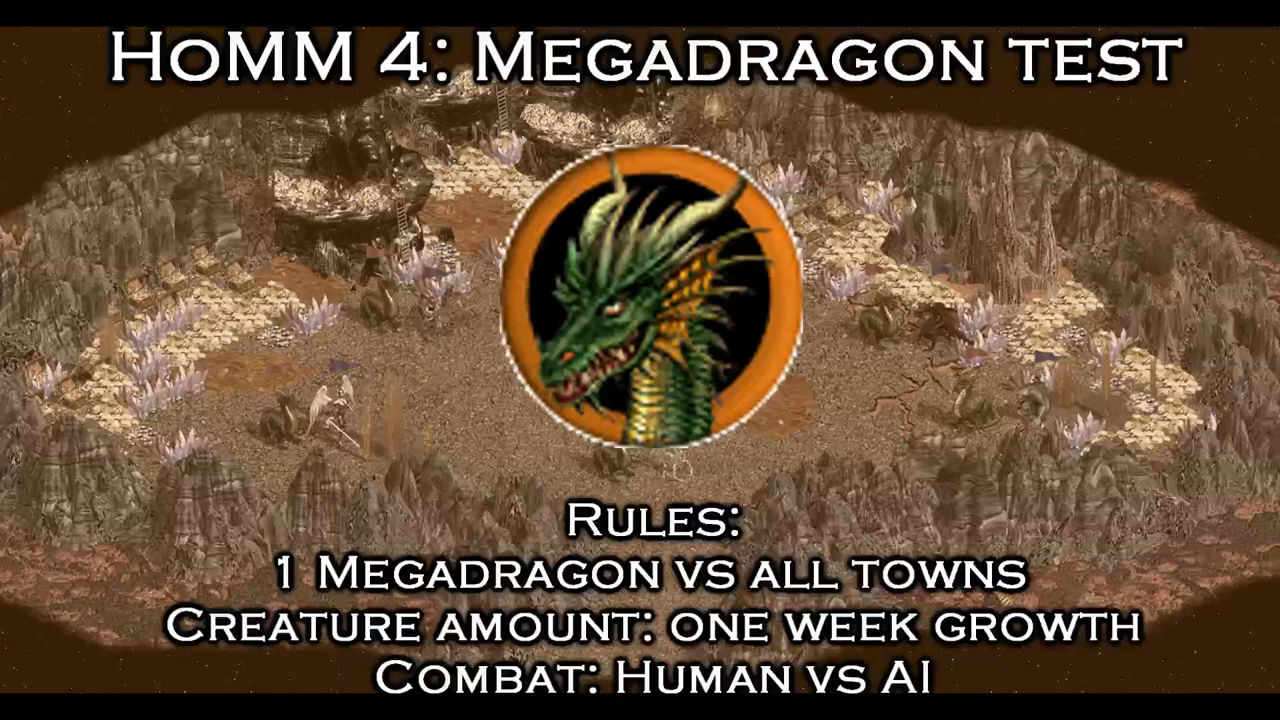 HoMM 4: Megadragon test
Rules:
1 Megadragon vs all towns
Creature amount: one week growth
Combat: Human vs AI